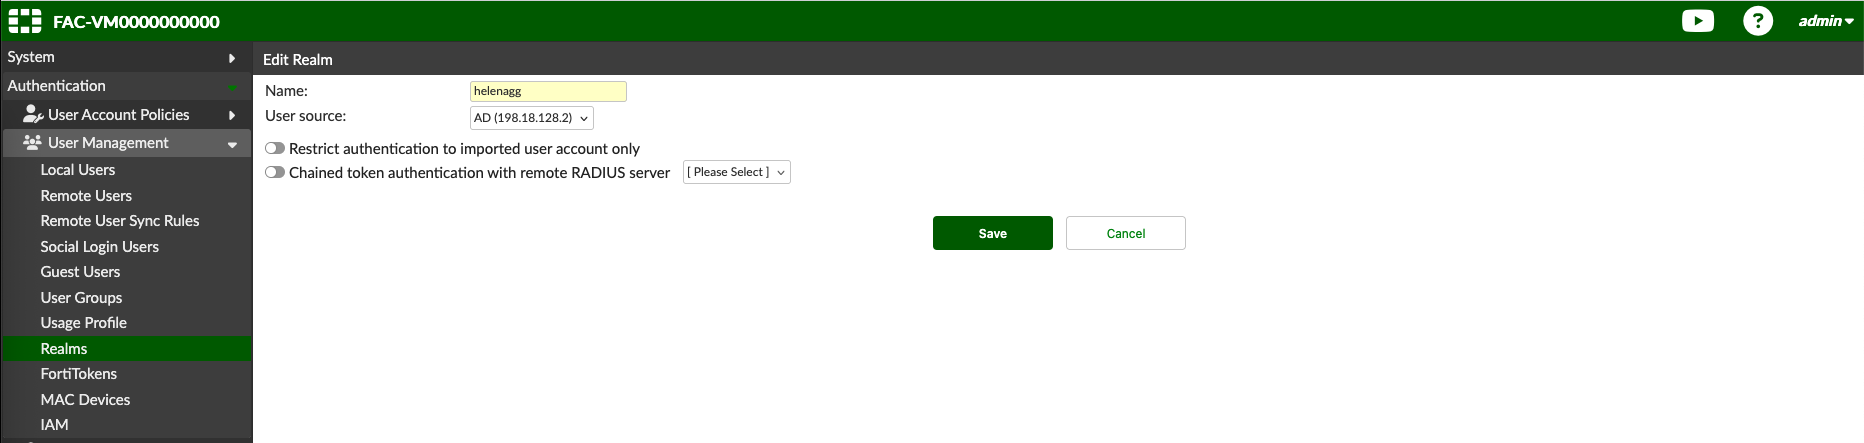 FAC-VM0000000000
? admin
System
Authentication
User Account Policies
User Management
Local Users
Remote Users
Remote User Sync Rules
Social Login Users
Guest Users
User Groups
Usage Profile
Realms
FortiTokens
MAC Devices
IAM
Edit Realm
Name: helenagg
User source: AD (198.18.128.2)
Restrict authentication to imported user account only
Chained token authentication with remote RADIUS server [ Please Select ]
Save Cancel